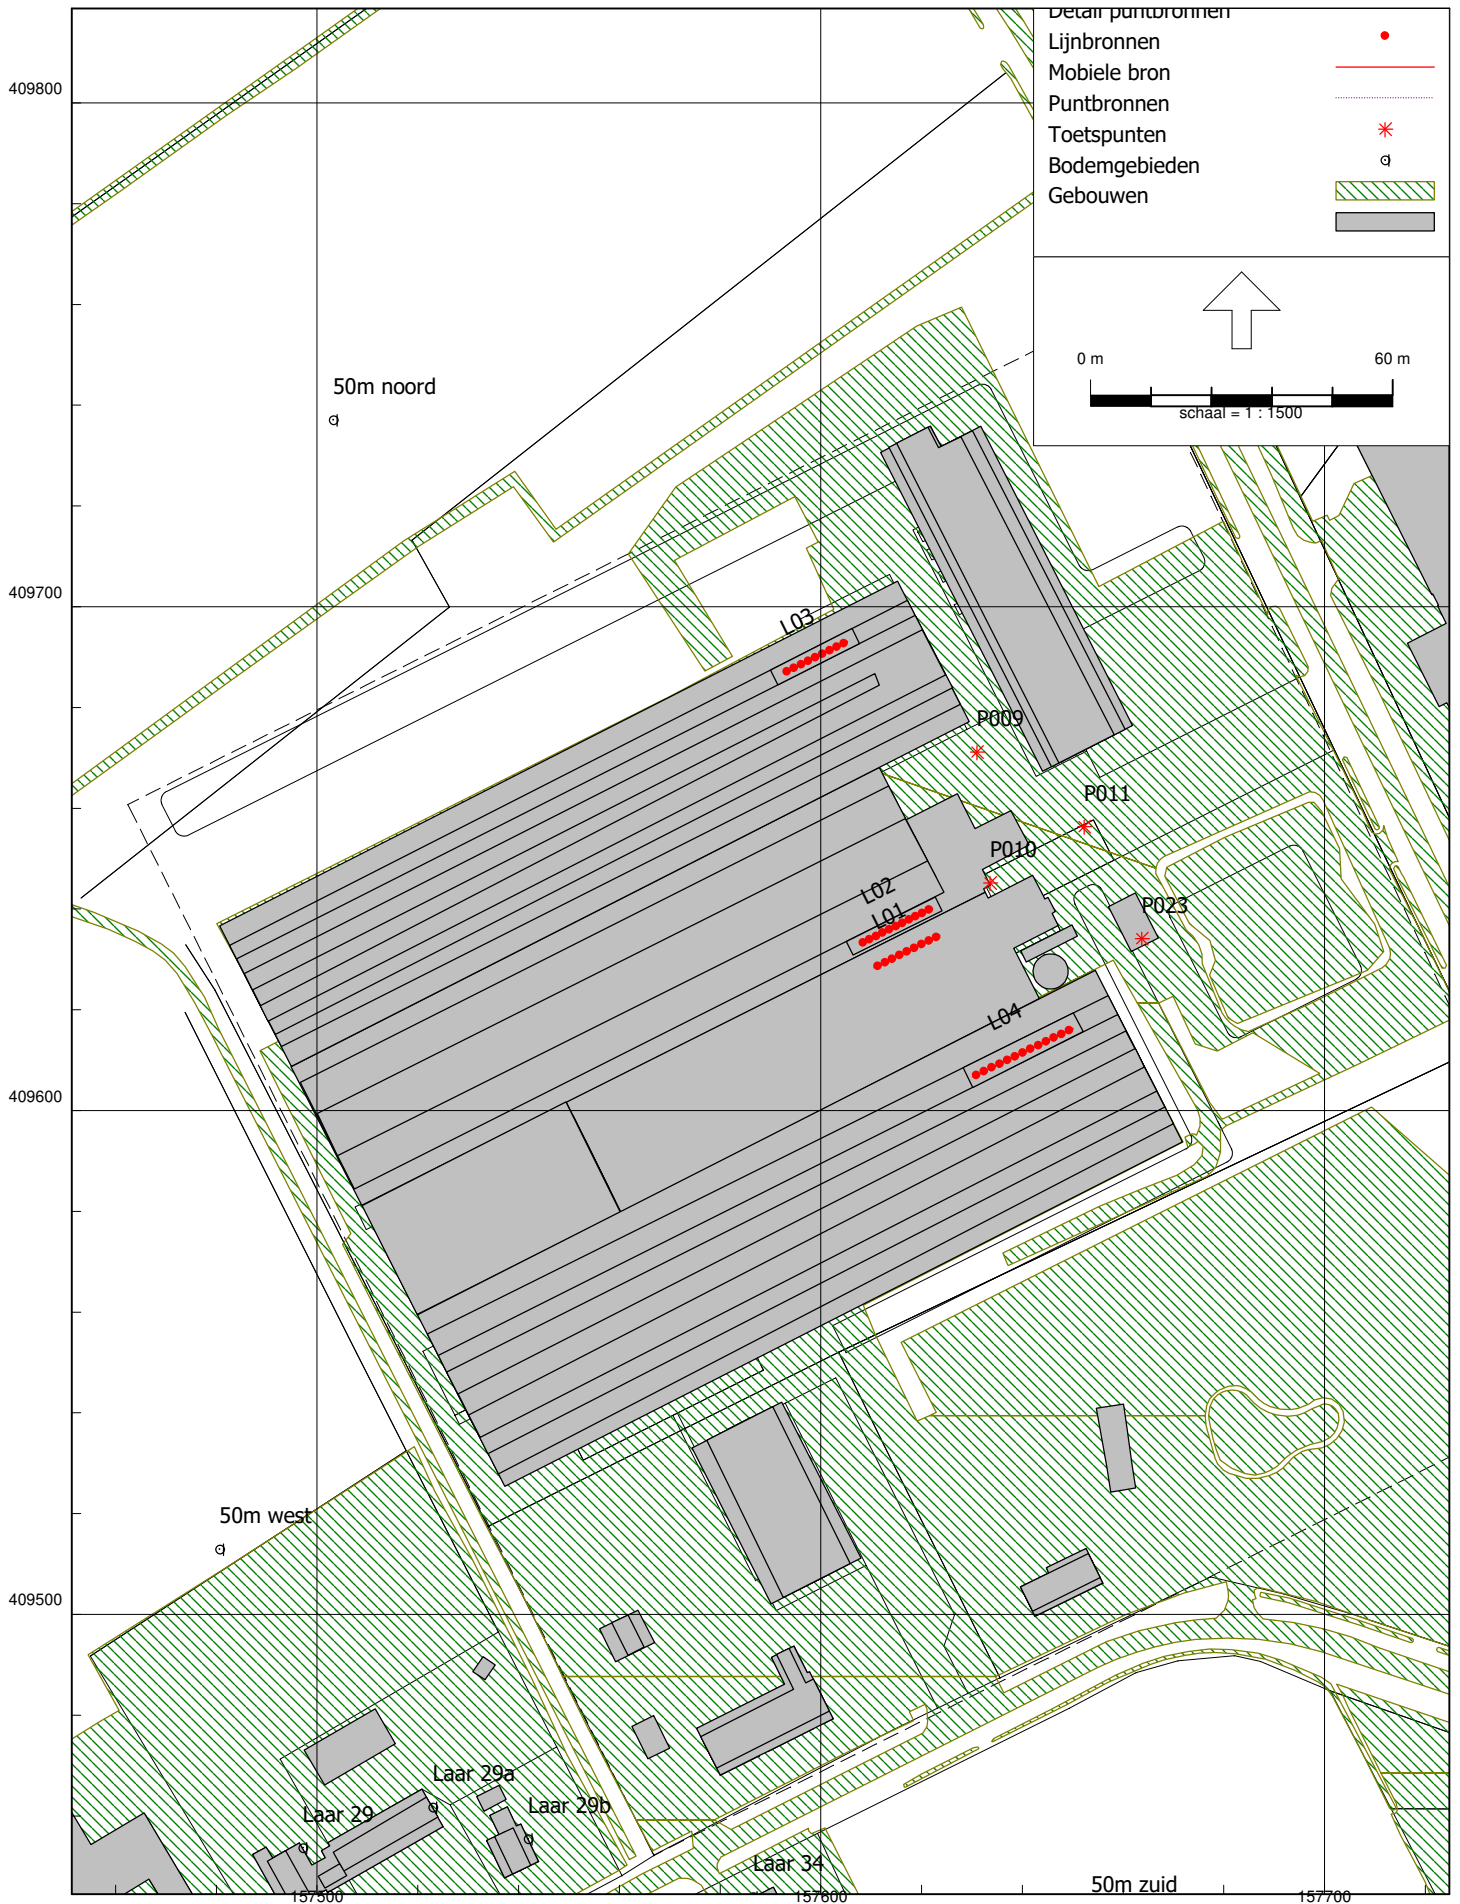 Detail puntbronnen
Lijnbronnen
Mobiele bron
Puntbronnen
Toetspunten
Bodemgebieden
Gebouwen
0 m 60 m
schaal = 1 : 1500
409800
50m noord
409700
L03
P009
P011
P010
L02
L01
P023
L04
409600
50m west
409500
Laar 29a
Laar 29b
Laar 29
Laar 34
50m zuid
157500 157600 157700